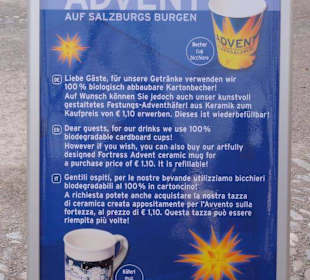 ADVENT
AUF SALZBURGS BURGEN
Becher
Cup
bicchiere
ADVENT
DE Liebe Gäste, für unsere Getränke verwenden wir
100% biologisch abbaubare Kartonbecher!
Auf Wunsch können Sie jedoch auch unser kunstvoll
gestaltetes Festungs-Adventhäferl aus Keramik zum
Kaufpreis von € 1,10 erwerben. Dieses ist wiederbefüllbar!
EN Dear guests, for our drinks we use 100%
biodegradable cardboard cups!
However if you wish, you can also buy our artfully
designed Fortress Advent ceramic mug for
a purchase price of € 1.10. It is refillable!
IT Gentili ospiti, per le nostre bevande utilizziamo bicchieri
biodegradabili al 100% in cartoncino!
A richiesta potete anche acquistare la nostra tazza
di ceramica creata appositamente per l'Avvento sulla
fortezza, al prezzo di € 1,10. Questa tazza può essere
riempita più volte!
Häferl
mug